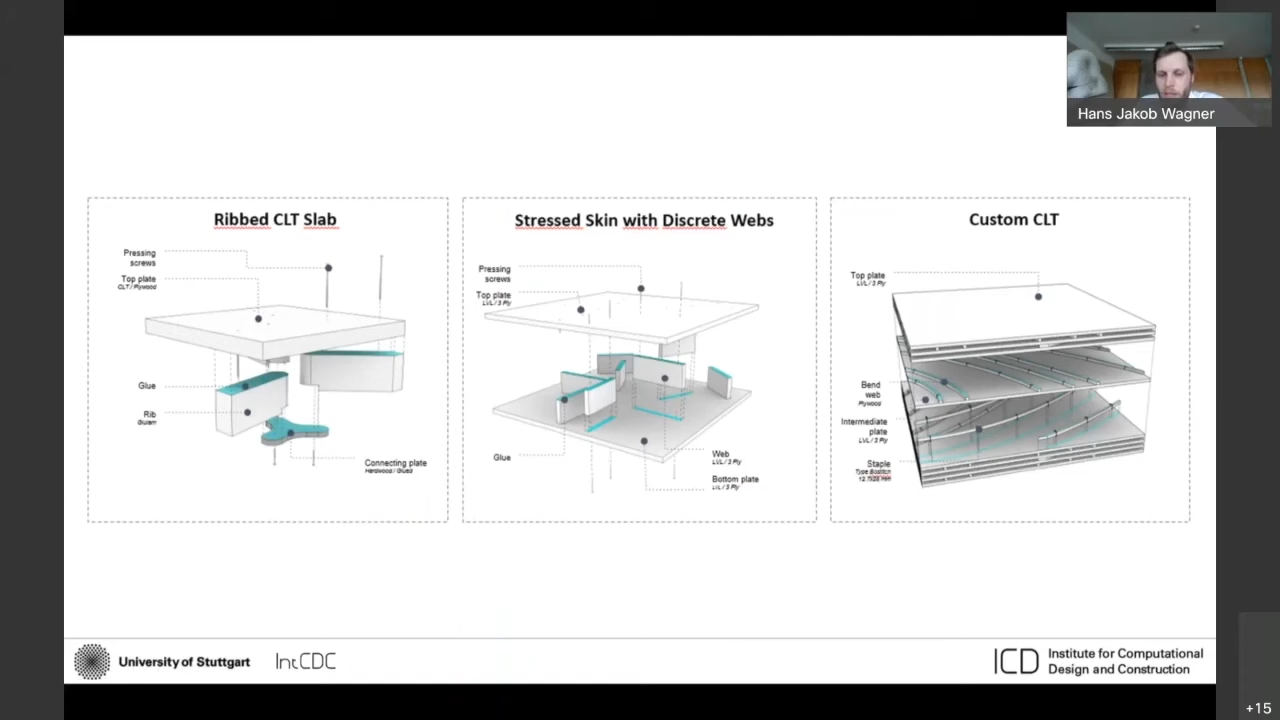 Hans Jakob Wagner
Ribbed CLT Slab
Pressing
screws
Top plate
CLT / Plywood
Glue
Rib
Glulam
Connecting plate
Hardwood / Glued
Stressed Skin with Discrete Webs
Pressing
screws
Top plate
LVL / 3 Ply
Glue
Web
LVL / 3 Ply
Bottom plate
LVL / 3 Ply
Custom CLT
Top plate
LVL / 3 Ply
Bend
web
Plywood
Intermediate
plate
LVL / 3 Ply
Staple
University of Stuttgart
IntCDC
ICD
Institute for Computational
Design and Construction
+15